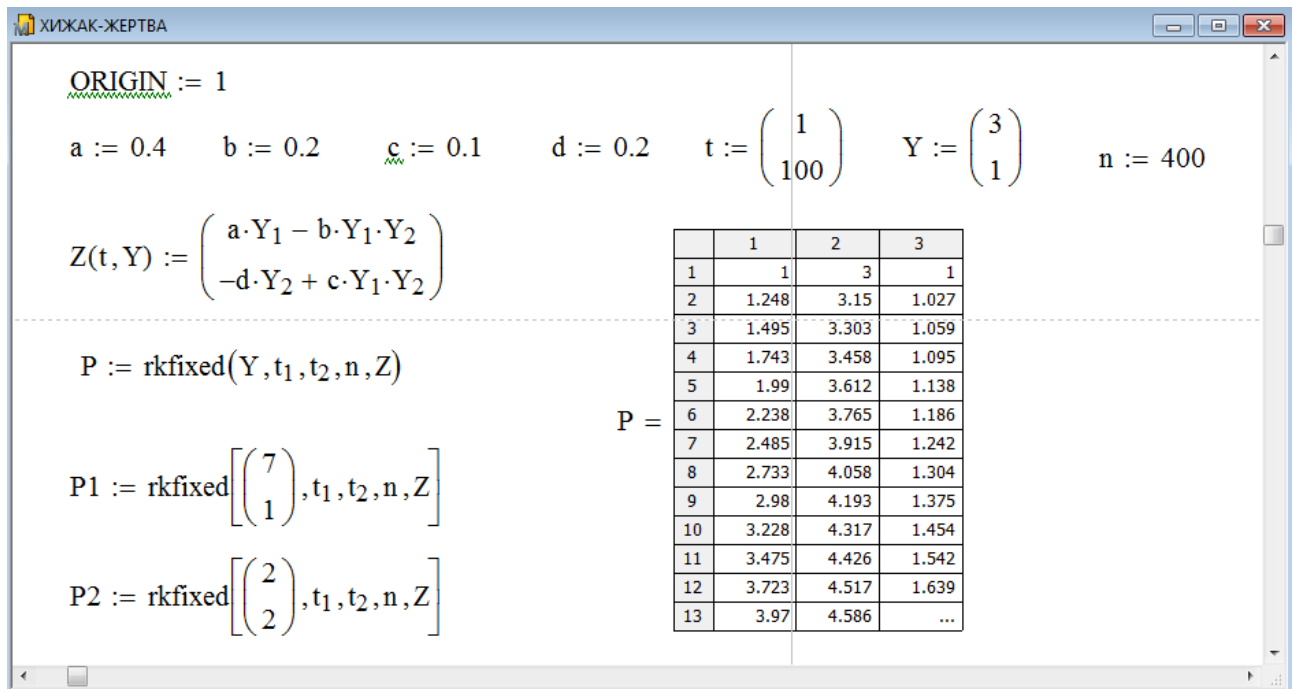 ХИЖАК-ЖЕРТВА
ORIGIN := 1
a := 0.4 b := 0.2 c := 0.1 d := 0.2 t := ( 1 100 ) Y := ( 3 1 ) n := 400
Z(t,Y) := ( a·Y₁ − b·Y₁·Y₂
−d·Y₂ + c·Y₁·Y₂ )
P := rkfixed(Y,t₁,t₂,n,Z)
P1 := rkfixed[( 7 1 ),t₁,t₂,n,Z]
P2 := rkfixed[( 2 2 ),t₁,t₂,n,Z]
P =
1 2 3
1 1 3 1
2 1.248 3.15 1.027
3 1.495 3.303 1.059
4 1.743 3.458 1.095
5 1.99 3.612 1.138
6 2.238 3.765 1.186
7 2.485 3.915 1.242
8 2.733 4.058 1.304
9 2.98 4.193 1.375
10 3.228 4.317 1.454
11 3.475 4.426 1.542
12 3.723 4.517 1.639
13 3.97 4.586 ...